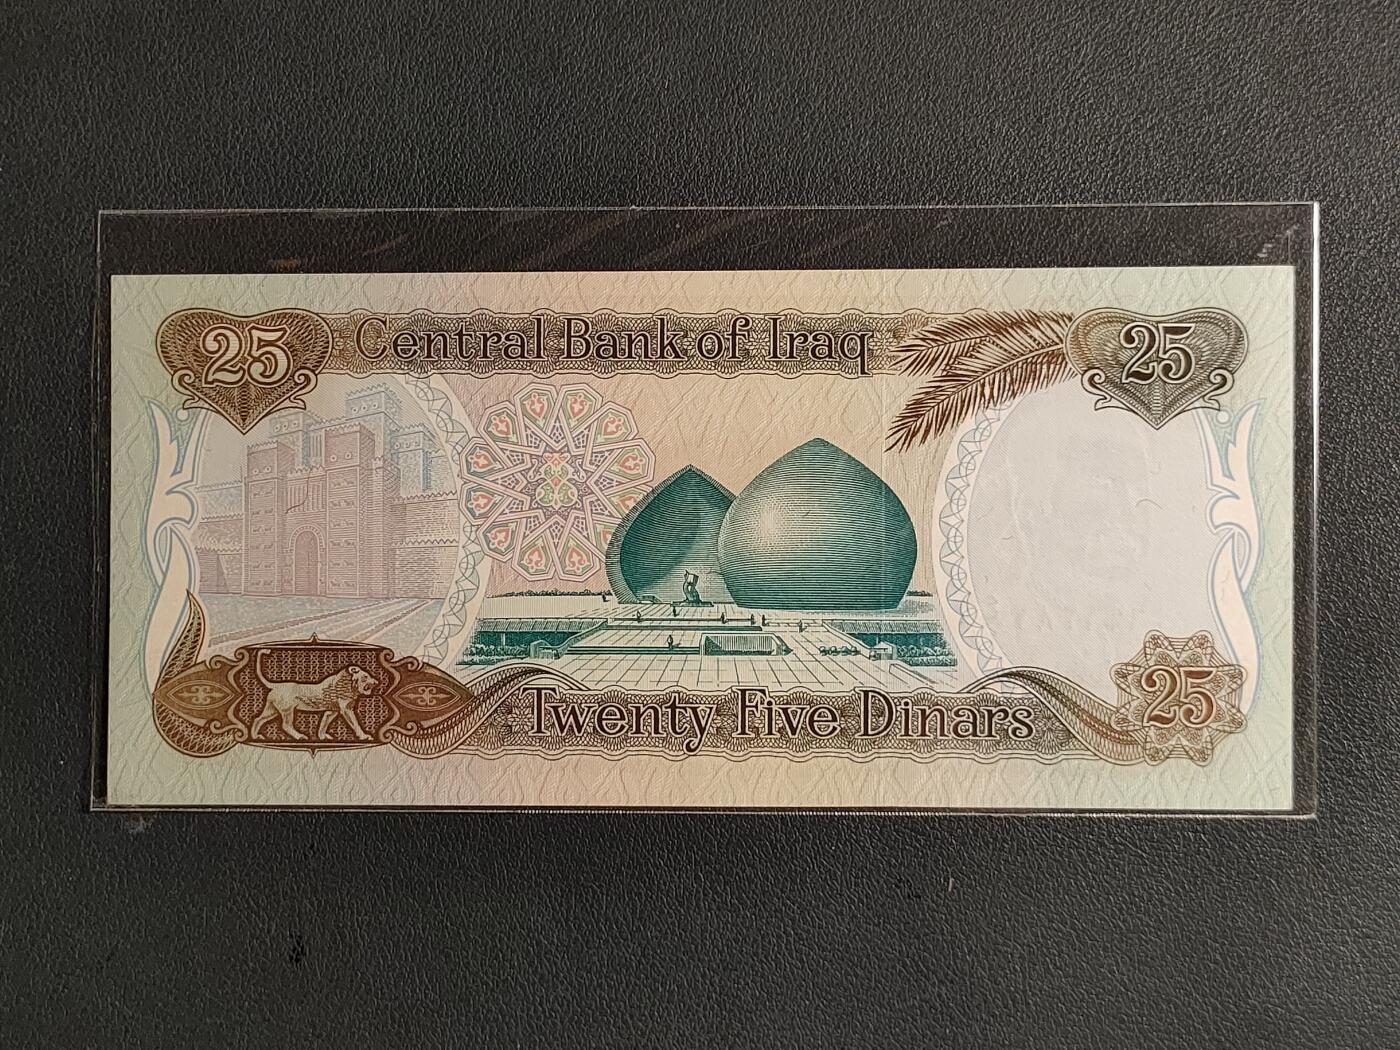 25 Central Bank of Iraq 25
Twenty Five Dinars 25